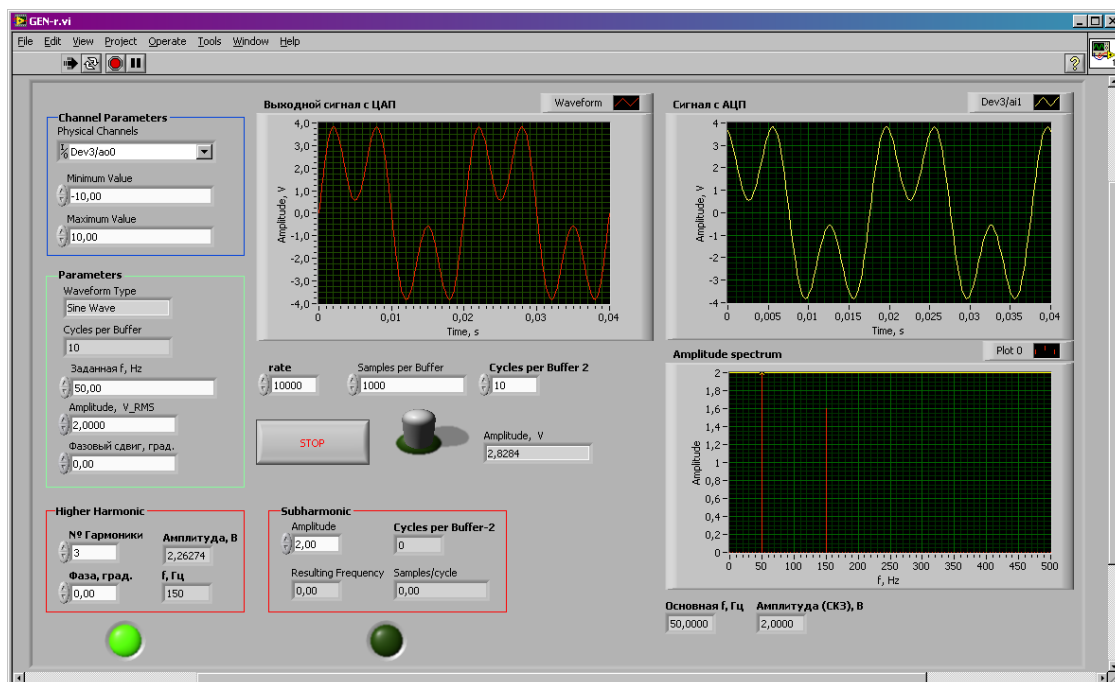 GEN-r.vi
File Edit View Project Operate Tools Window Help
Channel Parameters
Physical Channels
Dev3/ao0
Minimum Value
-10,00
Maximum Value
10,00
Parameters
Waveform Type
Sine Wave
Cycles per Buffer
10
Заданная f, Hz
50,00
Amplitude, V_RMS
2,0000
Фазовый сдвиг, град.
0,00
Выходной сигнал с ЦАП
Waveform
Amplitude, V
4,0
3,0
2,0
1,0
0,0
-1,0
-2,0
-3,0
-4,0
0 0,01 0,02 0,03 0,04
Time, s
Сигнал с АЦП
Dev3/ai1
Amplitude, V
4
3
2
1
0
-1
-2
-3
-4
0 0,005 0,01 0,015 0,02 0,025 0,03 0,035 0,04
Time, s
rate
10000
Samples per Buffer
1000
Cycles per Buffer 2
10
STOP
Amplitude, V
2,8284
Amplitude spectrum
Plot 0
Amplitude
2
1,8
1,6
1,4
1,2
1
0,8
0,6
0,4
0,2
0
0 50 100 150 200 250 300 350 400 450 500
f, Hz
Основная f, Гц
50,0000
Амплитуда (СКЗ), В
2,0000
Higher Harmonic
№ Гармоники
3
Амплитуда, В
2,26274
Фаза, град.
0,00
f, Гц
150
Subharmonic
Amplitude
2,00
Cycles per Buffer-2
0
Resulting Frequency
0,00
Samples/cycle
0,00